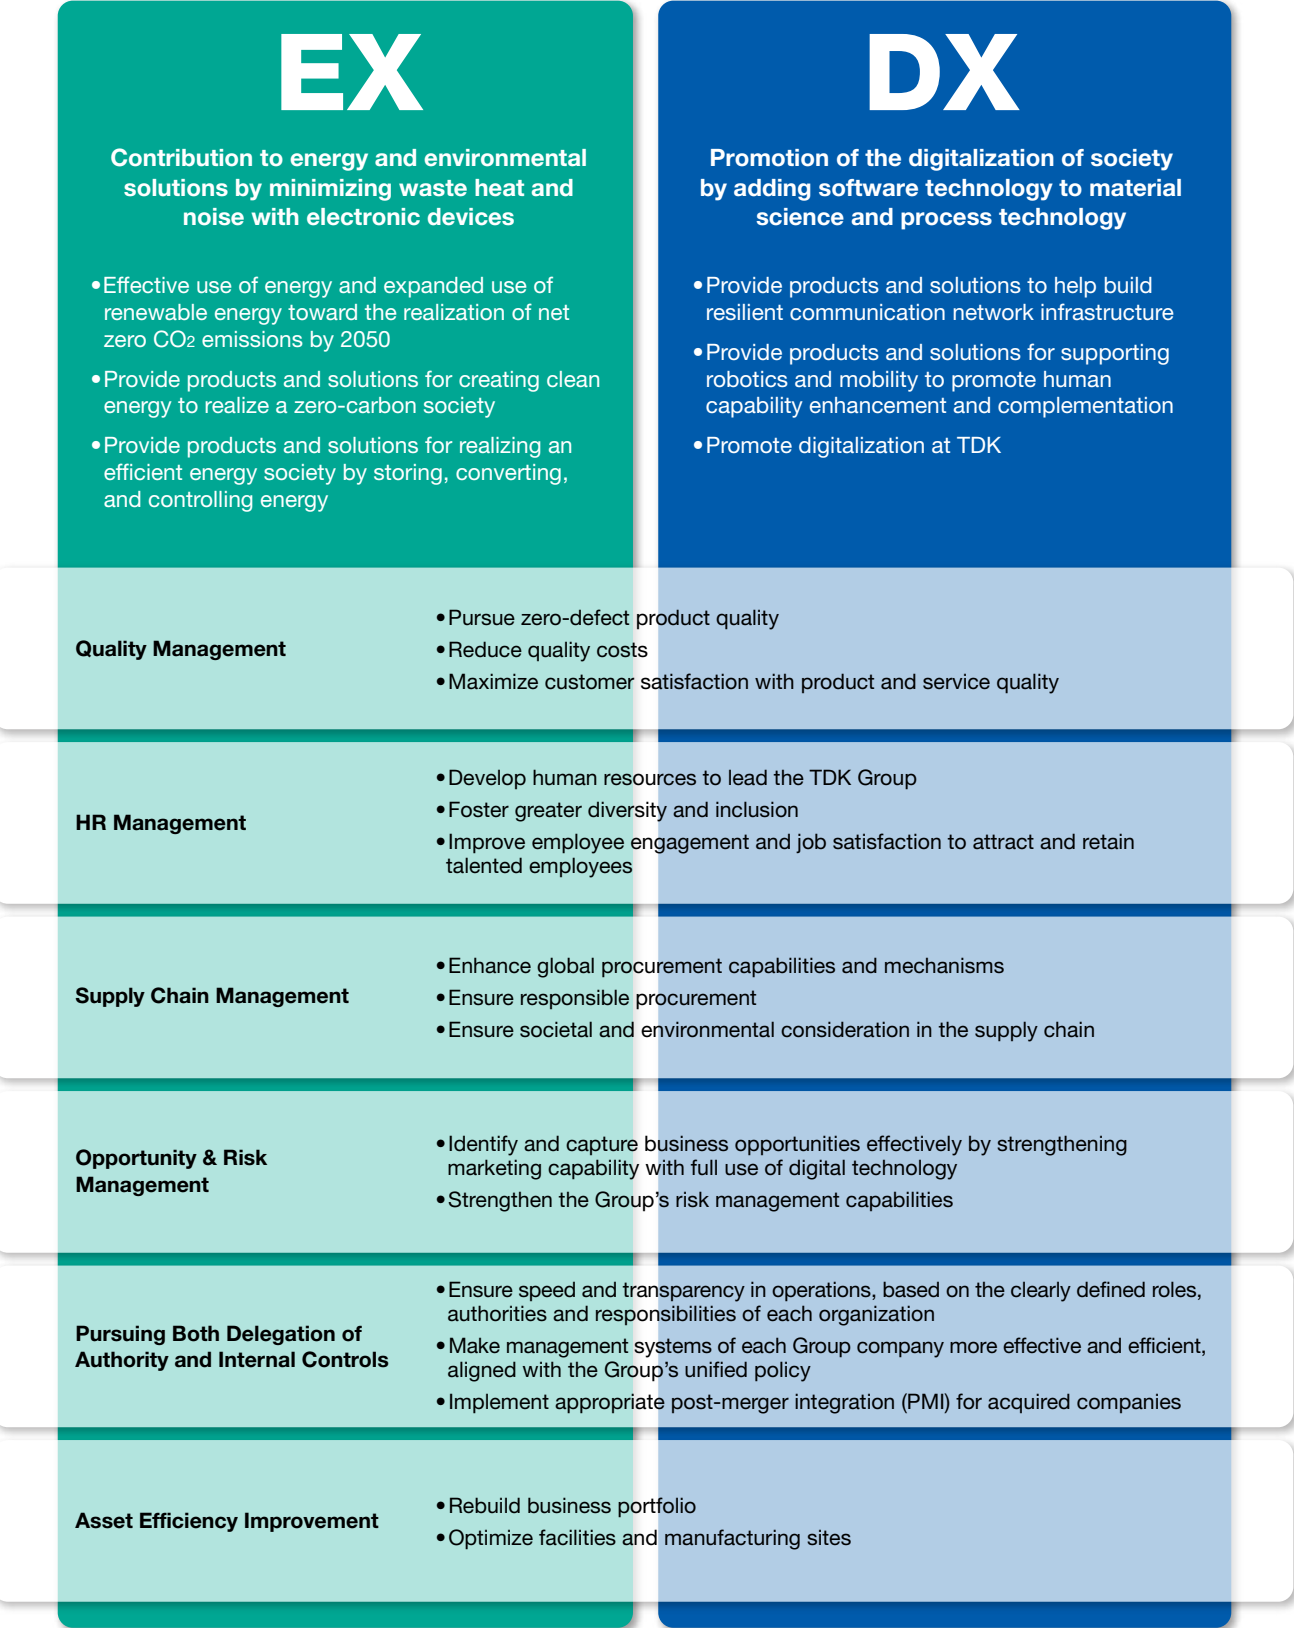 EX
Contribution to energy and environmental
solutions by minimizing waste heat and
noise with electronic devices
•Effective use of energy and expanded use of
renewable energy toward the realization of net
zero CO2 emissions by 2050
•Provide products and solutions for creating clean
energy to realize a zero-carbon society
•Provide products and solutions for realizing an
efficient energy society by storing, converting,
and controlling energy
DX
Promotion of the digitalization of society
by adding software technology to material
science and process technology
•Provide products and solutions to help build
resilient communication network infrastructure
•Provide products and solutions for supporting
robotics and mobility to promote human
capability enhancement and complementation
•Promote digitalization at TDK
Quality Management
•Pursue zero-defect product quality
•Reduce quality costs
•Maximize customer satisfaction with product and service quality
HR Management
•Develop human resources to lead the TDK Group
•Foster greater diversity and inclusion
•Improve employee engagement and job satisfaction to attract and retain
talented employees
Supply Chain Management
•Enhance global procurement capabilities and mechanisms
•Ensure responsible procurement
•Ensure societal and environmental consideration in the supply chain
Opportunity & Risk
Management
•Identify and capture business opportunities effectively by strengthening
marketing capability with full use of digital technology
•Strengthen the Group’s risk management capabilities
Pursuing Both Delegation of
Authority and Internal Controls
•Ensure speed and transparency in operations, based on the clearly defined roles,
authorities and responsibilities of each organization
•Make management systems of each Group company more effective and efficient,
aligned with the Group’s unified policy
•Implement appropriate post-merger integration (PMI) for acquired companies
Asset Efficiency Improvement
•Rebuild business portfolio
•Optimize facilities and manufacturing sites